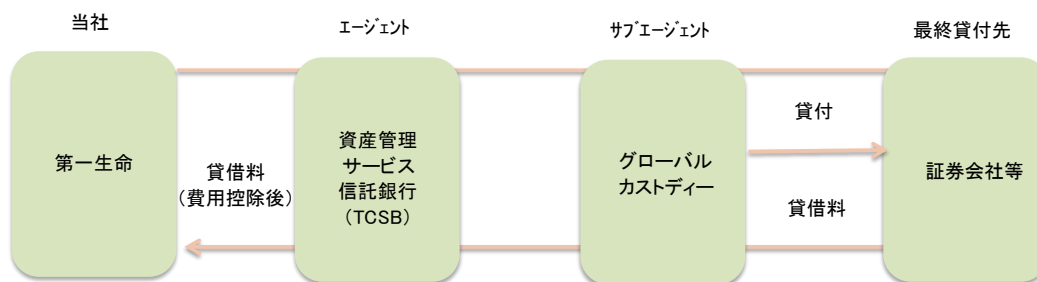 当社
エージェント
サブエージェント
最終貸付先
第一生命
貸借料
(費用控除後)
資産管理
サービス
信託銀行
(TCSB)
グローバル
カストディー
貸付
貸借料
証券会社等